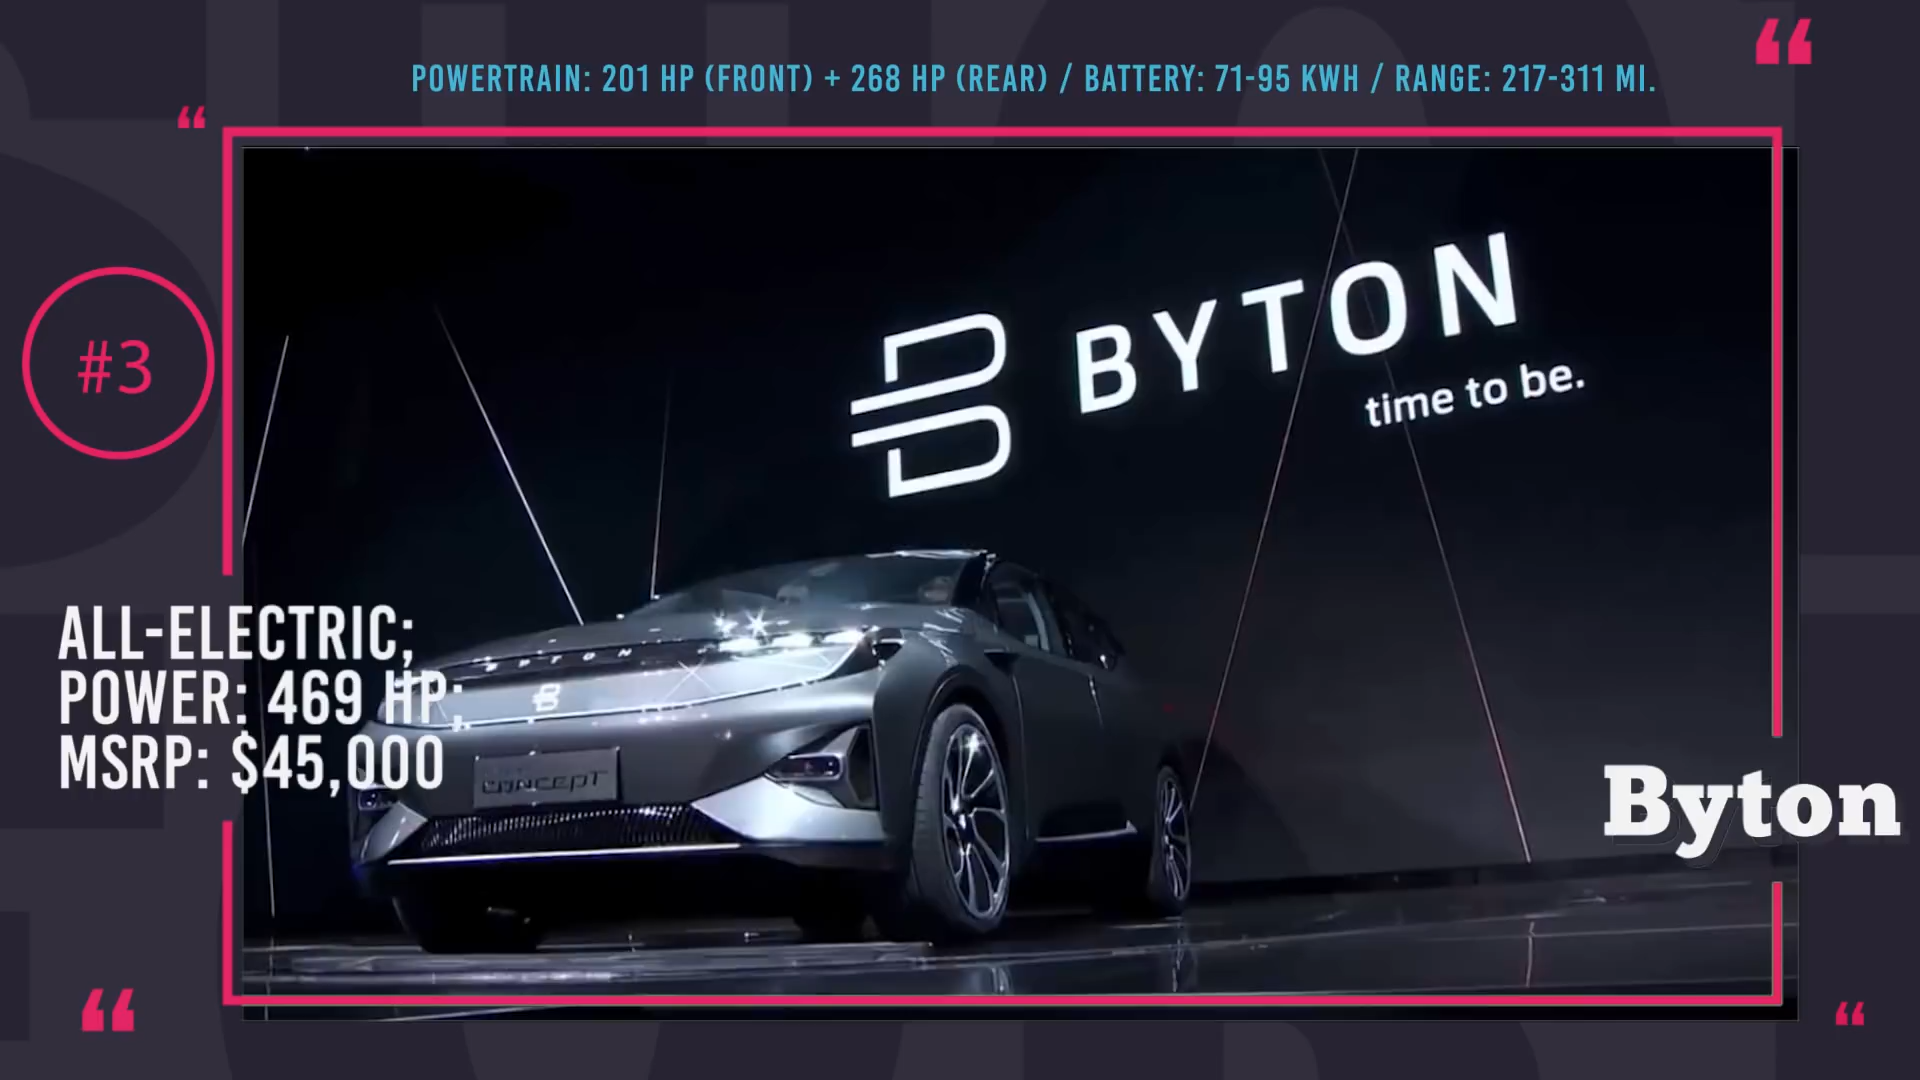 POWERTRAIN: 201 HP (FRONT) + 268 HP (REAR) / BATTERY: 71-95 KWH / RANGE: 217-311 MI.
#3
BYTON
time to be.
ALL-ELECTRIC;
POWER: 469 HP;
MSRP: $45,000
BYTON
CONCEPT
Byton